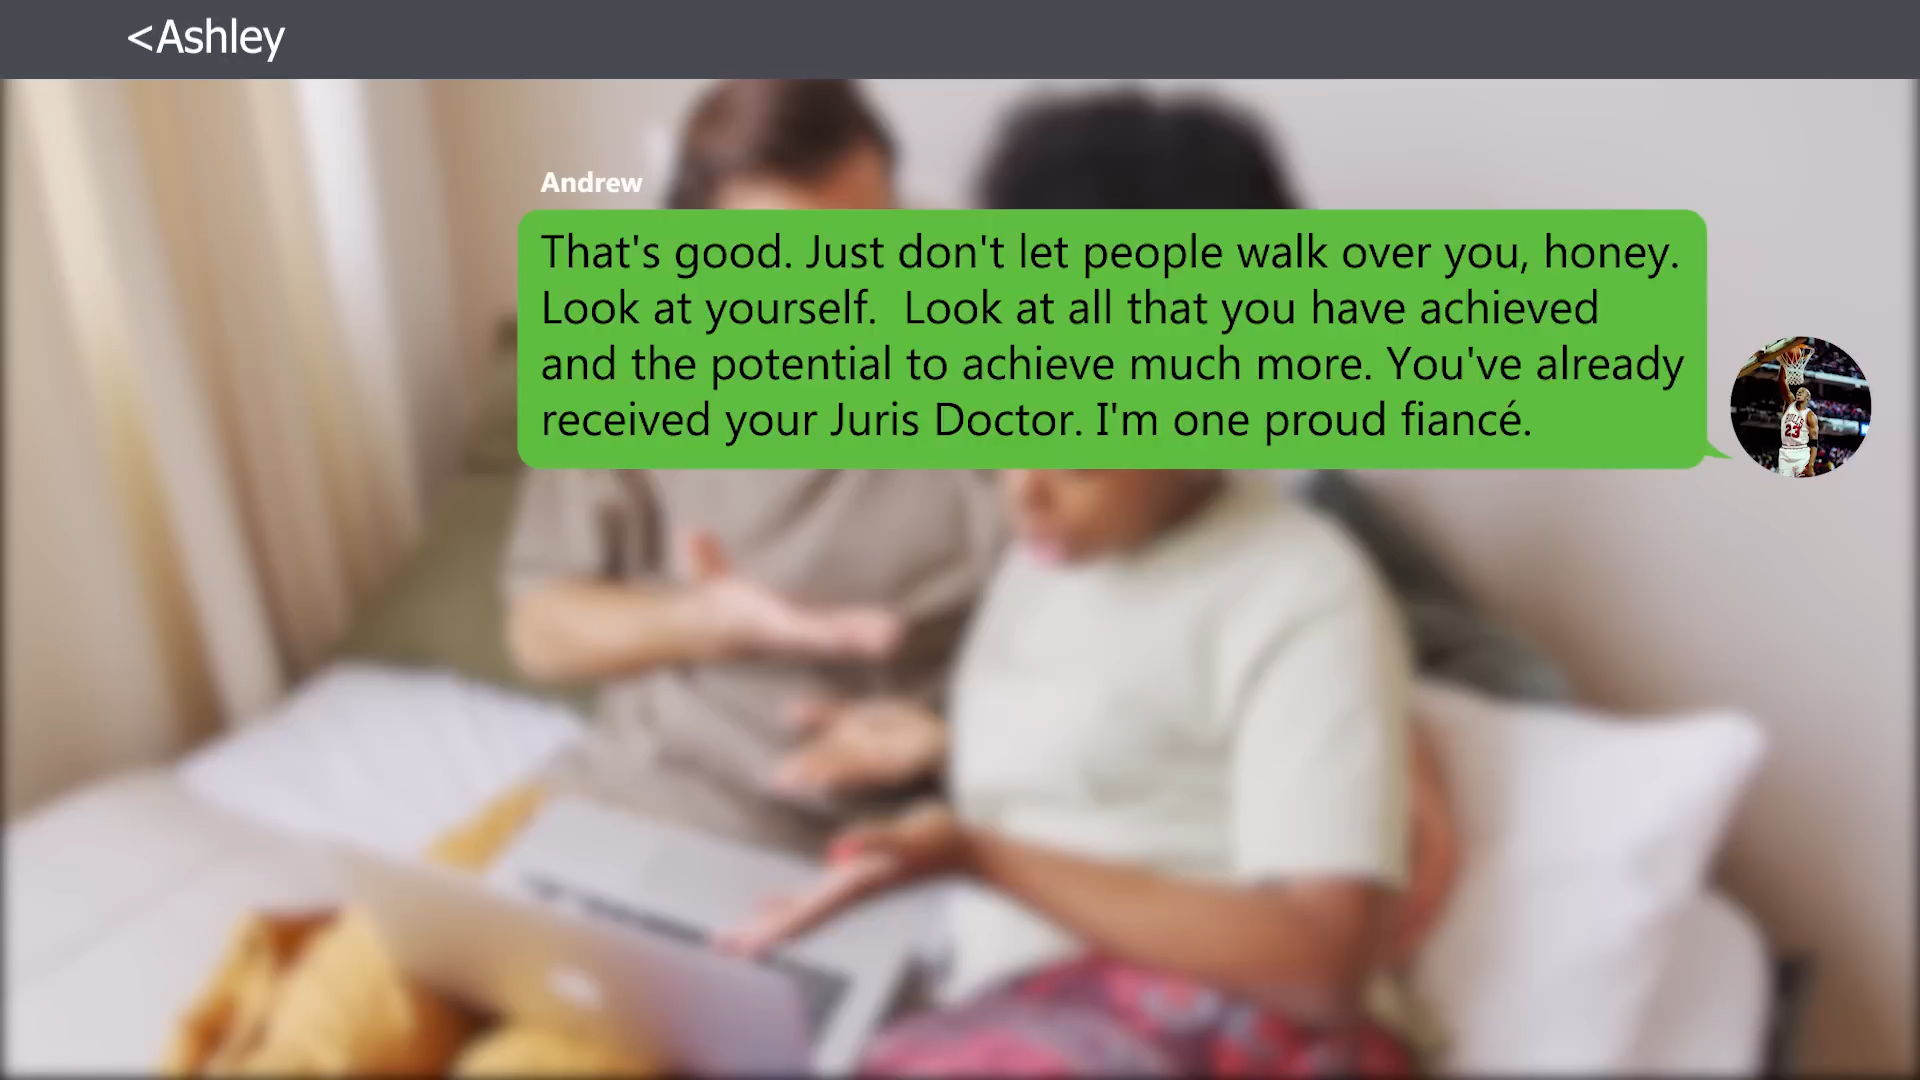 <Ashley
Andrew
That's good. Just don't let people walk over you, honey.
Look at yourself.  Look at all that you have achieved
and the potential to achieve much more. You've already
received your Juris Doctor. I'm one proud fiancé.
23